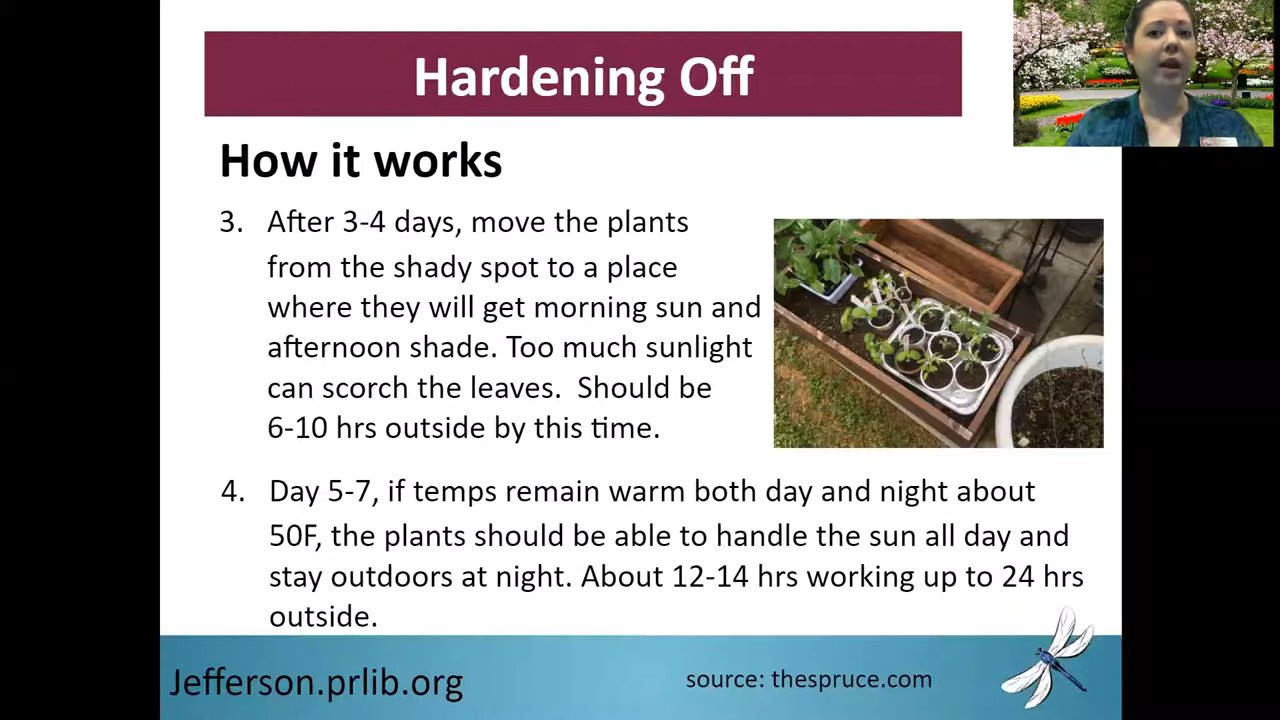 Hardening Off
How it works
3. After 3-4 days, move the plants
from the shady spot to a place
where they will get morning sun and
afternoon shade. Too much sunlight
can scorch the leaves.  Should be
6-10 hrs outside by this time.
4. Day 5-7, if temps remain warm both day and night about
50F, the plants should be able to handle the sun all day and
stay outdoors at night. About 12-14 hrs working up to 24 hrs
outside.
Jefferson.prlib.org
source: thespruce.com